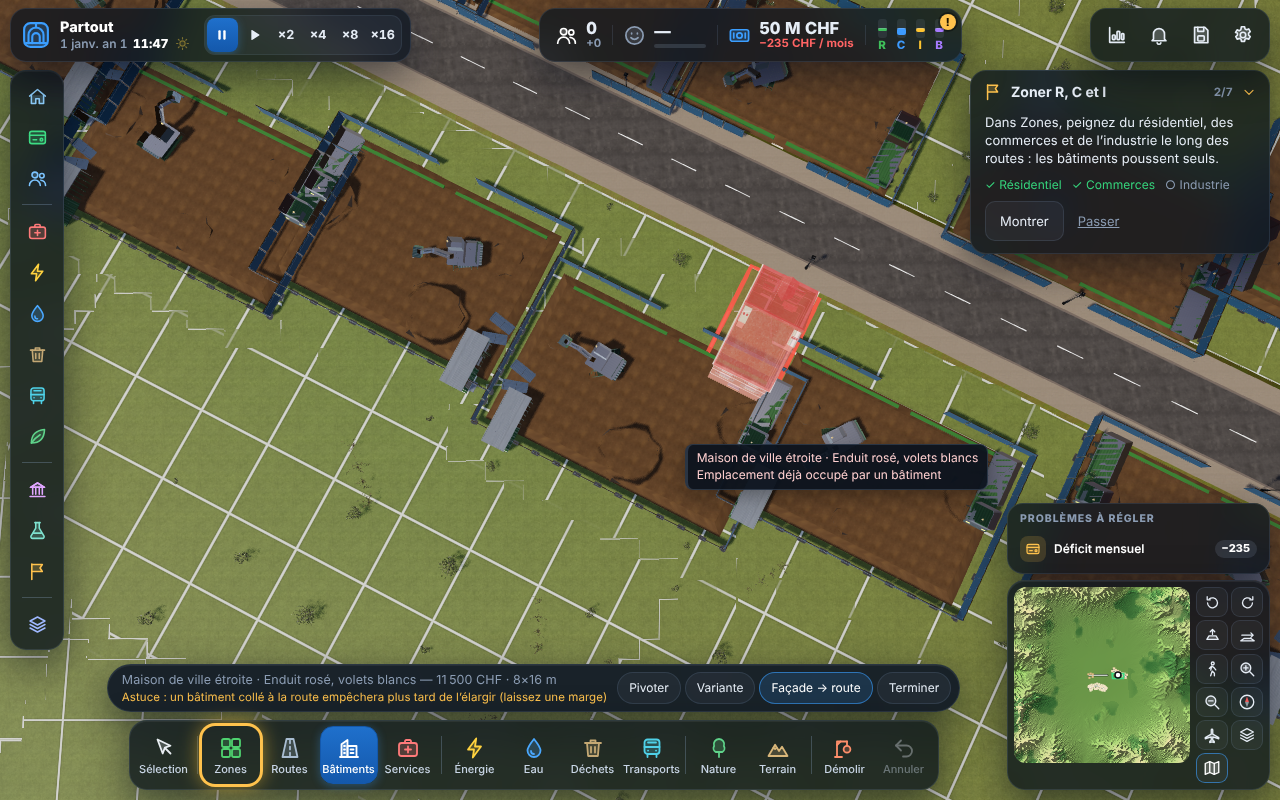 Partout
1 janv. an 1 11:47
×2 ×4 ×8 ×16
0
+0
—
50 M CHF
−235 CHF / mois
R C I B
!
Zoner R, C et I
2/7
Dans Zones, peignez du résidentiel, des
commerces et de l’industrie le long des
routes : les bâtiments poussent seuls.
Résidentiel Commerces Industrie
Montrer
Passer
Maison de ville étroite · Enduit rosé, volets blancs
Emplacement déjà occupé par un bâtiment
PROBLÈMES À RÉGLER
Déficit mensuel
−235
Maison de ville étroite · Enduit rosé, volets blancs — 11 500 CHF · 8×16 m
Astuce : un bâtiment collé à la route empêchera plus tard de l’élargir (laissez une marge)
Pivoter
Variante
Façade → route
Terminer
Sélection
Zones
Routes
Bâtiments
Services
Énergie
Eau
Déchets
Transports
Nature
Terrain
Démolir
Annuler